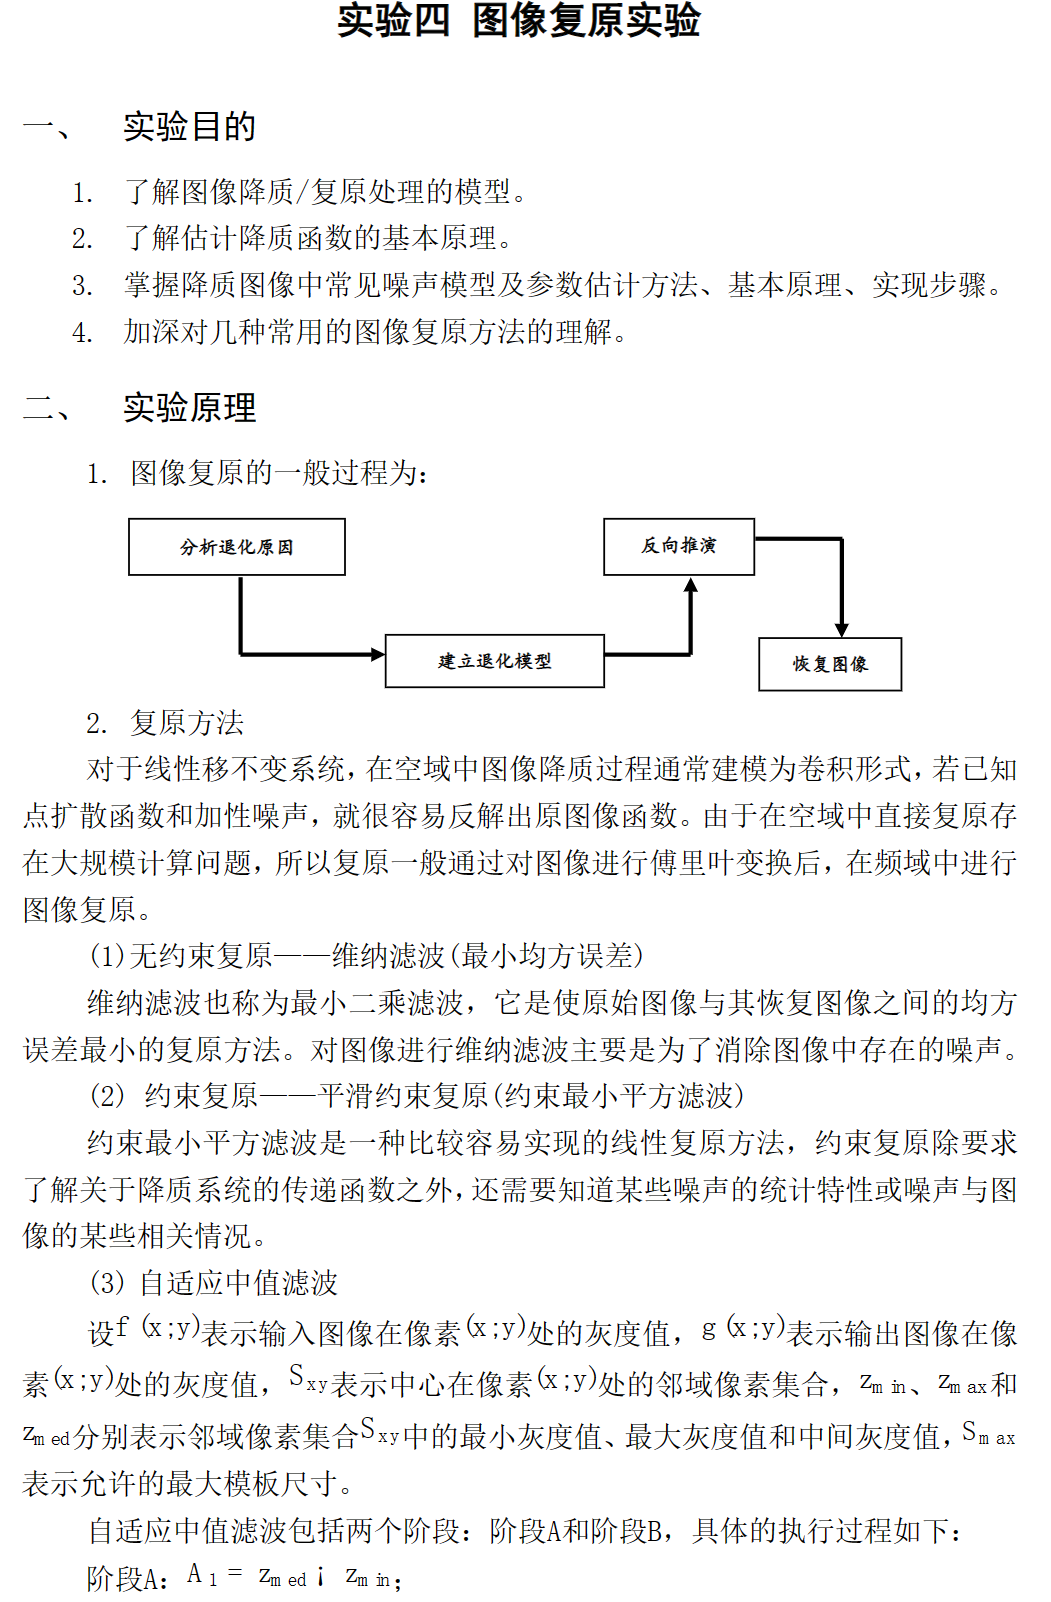 实验四 图像复原实验
一、 实验目的
1. 了解图像降质/复原处理的模型。
2. 了解估计降质函数的基本原理。
3. 掌握降质图像中常见噪声模型及参数估计方法、基本原理、实现步骤。
4. 加深对几种常用的图像复原方法的理解。
二、 实验原理
1. 图像复原的一般过程为：
分析退化原因
反向推演
建立退化模型
恢复图像
2. 复原方法
对于线性移不变系统，在空域中图像降质过程通常建模为卷积形式，若已知
点扩散函数和加性噪声，就很容易反解出原图像函数。由于在空域中直接复原存
在大规模计算问题，所以复原一般通过对图像进行傅里叶变换后，在频域中进行
图像复原。
(1)无约束复原——维纳滤波(最小均方误差)
维纳滤波也称为最小二乘滤波，它是使原始图像与其恢复图像之间的均方
误差最小的复原方法。对图像进行维纳滤波主要是为了消除图像中存在的噪声。
(2) 约束复原——平滑约束复原(约束最小平方滤波)
约束最小平方滤波是一种比较容易实现的线性复原方法，约束复原除要求
了解关于降质系统的传递函数之外，还需要知道某些噪声的统计特性或噪声与图
像的某些相关情况。
(3) 自适应中值滤波
设f (x;y)表示输入图像在像素(x;y)处的灰度值，g (x;y)表示输出图像在像
素(x;y)处的灰度值，Sxy表示中心在像素(x;y)处的邻域像素集合，zmin、zmax和
zmed分别表示邻域像素集合Sxy中的最小灰度值、最大灰度值和中间灰度值，Smax
表示允许的最大模板尺寸。
自适应中值滤波包括两个阶段：阶段A和阶段B，具体的执行过程如下：
阶段A：A1 = zmed ¡ zmin；